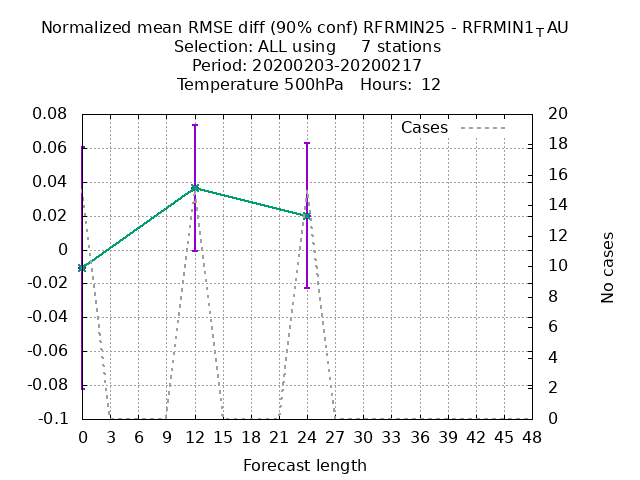 Normalized mean RMSE diff (90% conf) RFRMIN25 - RFRMIN1_TAU
Selection: ALL using 7 stations
Period: 20200203-20200217
Temperature 500hPa Hours: 12
Cases
0.08
0.06
0.04
0.02
0
-0.02
-0.04
-0.06
-0.08
-0.1
20
18
16
14
12
10
8
6
4
2
0
No cases
0 3 6 9 12 15 18 21 24 27 30 33 36 39 42 45 48
Forecast length